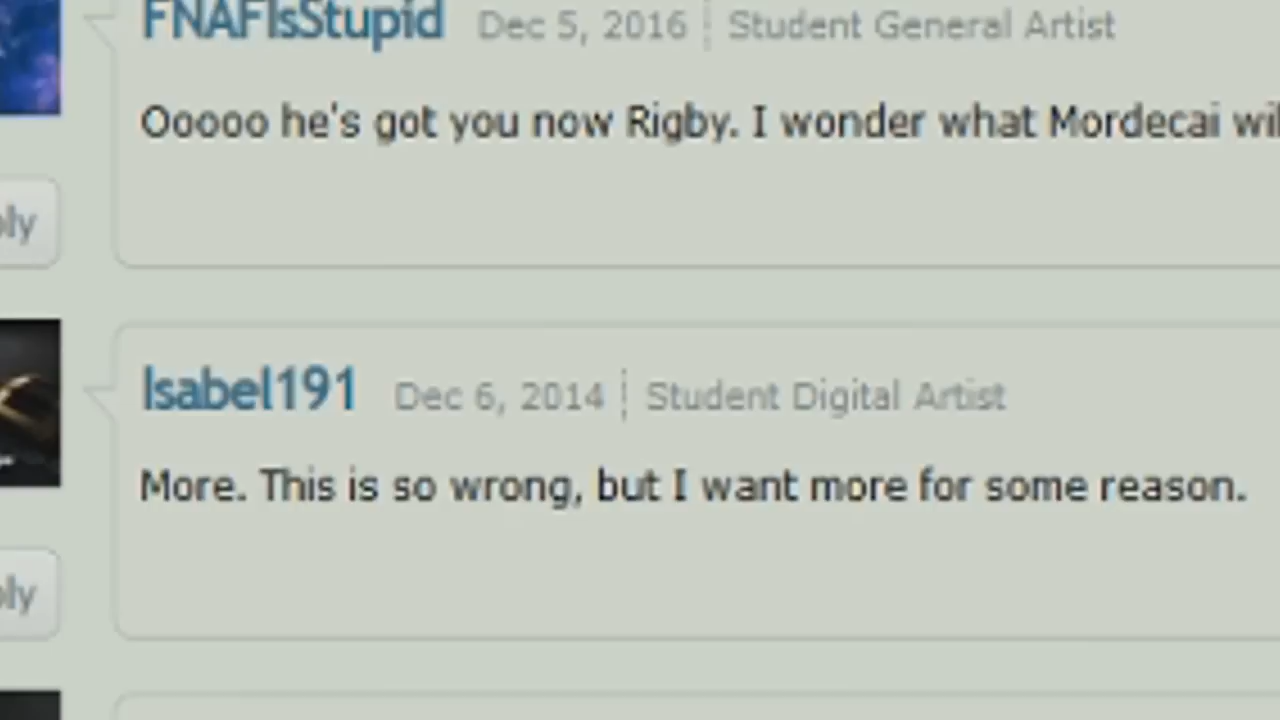 FNAFIsStupid Dec 5, 2016 Student General Artist
Ooooo he's got you now Rigby. I wonder what Mordecai
Isabel191 Dec 6, 2014 Student Digital Artist
More. This is so wrong, but I want more for some reason.